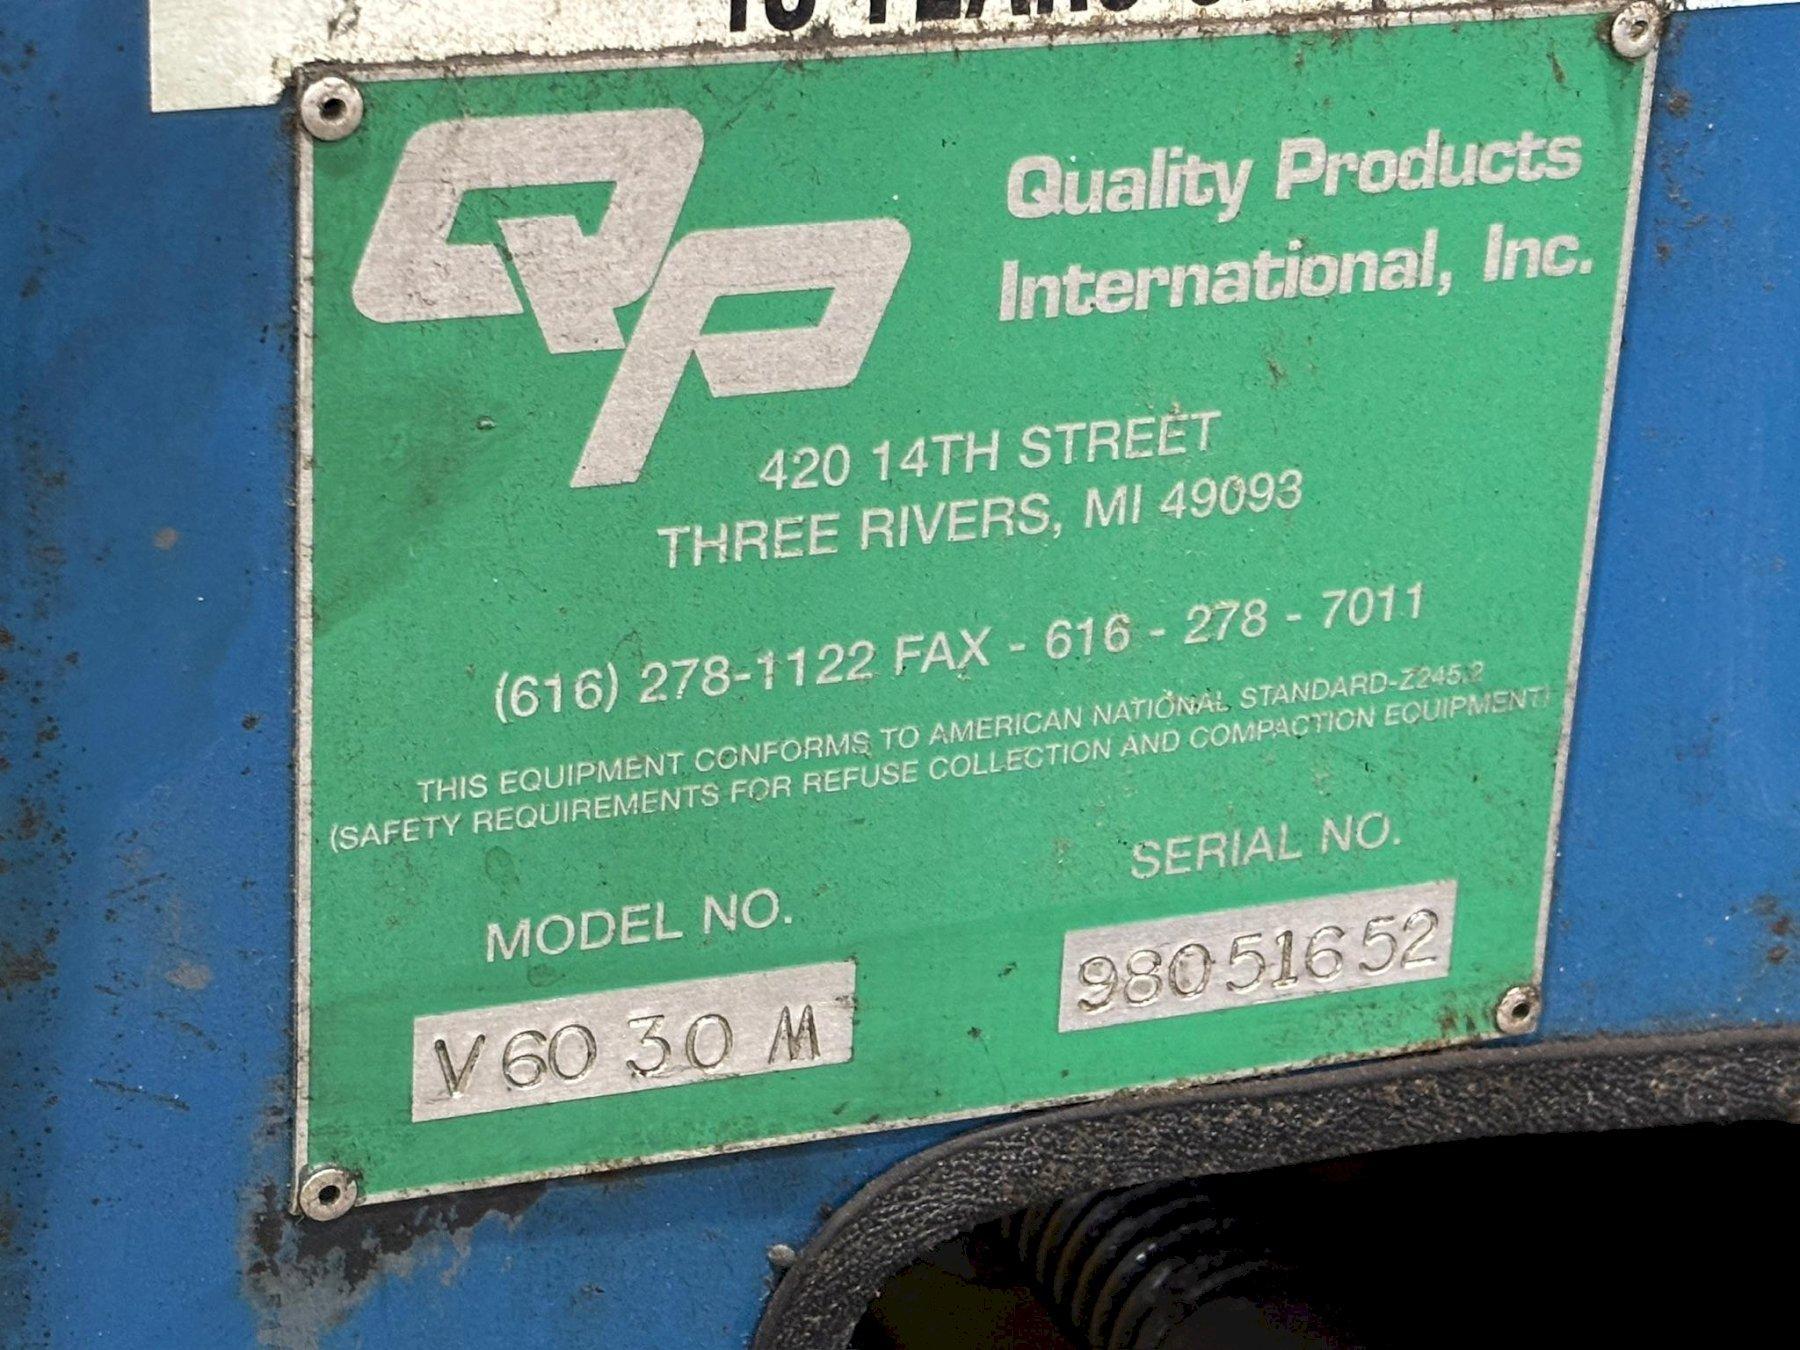 QP
Quality Products
International, Inc.
420 14TH STREET
THREE RIVERS, MI 49093
(616) 278-1122 FAX - 616 - 278 - 7011
THIS EQUIPMENT CONFORMS TO AMERICAN NATIONAL STANDARD-Z245.2
(SAFETY REQUIREMENTS FOR REFUSE COLLECTION AND COMPACTION EQUIPMENT)
MODEL NO.
V6030M
SERIAL NO.
98051652